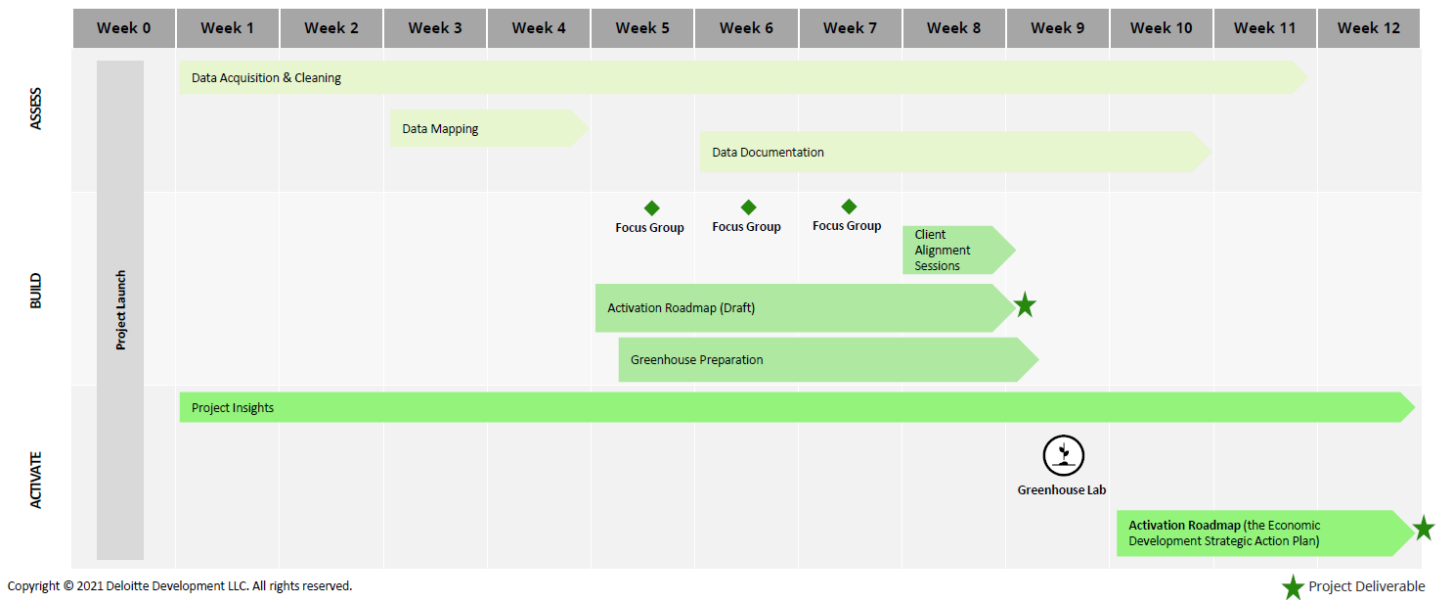 Week 0 Week 1 Week 2 Week 3 Week 4 Week 5 Week 6 Week 7 Week 8 Week 9 Week 10 Week 11 Week 12
ASSESS
Project Launch
Data Acquisition & Cleaning
Data Mapping
Data Documentation
BUILD
Focus Group
Focus Group
Focus Group
Client
Alignment
Sessions
Activation Roadmap (Draft)
Greenhouse Preparation
ACTIVATE
Project Insights
Greenhouse Lab
Activation Roadmap (the Economic
Development Strategic Action Plan)
Copyright © 2021 Deloitte Development LLC. All rights reserved.
Project Deliverable